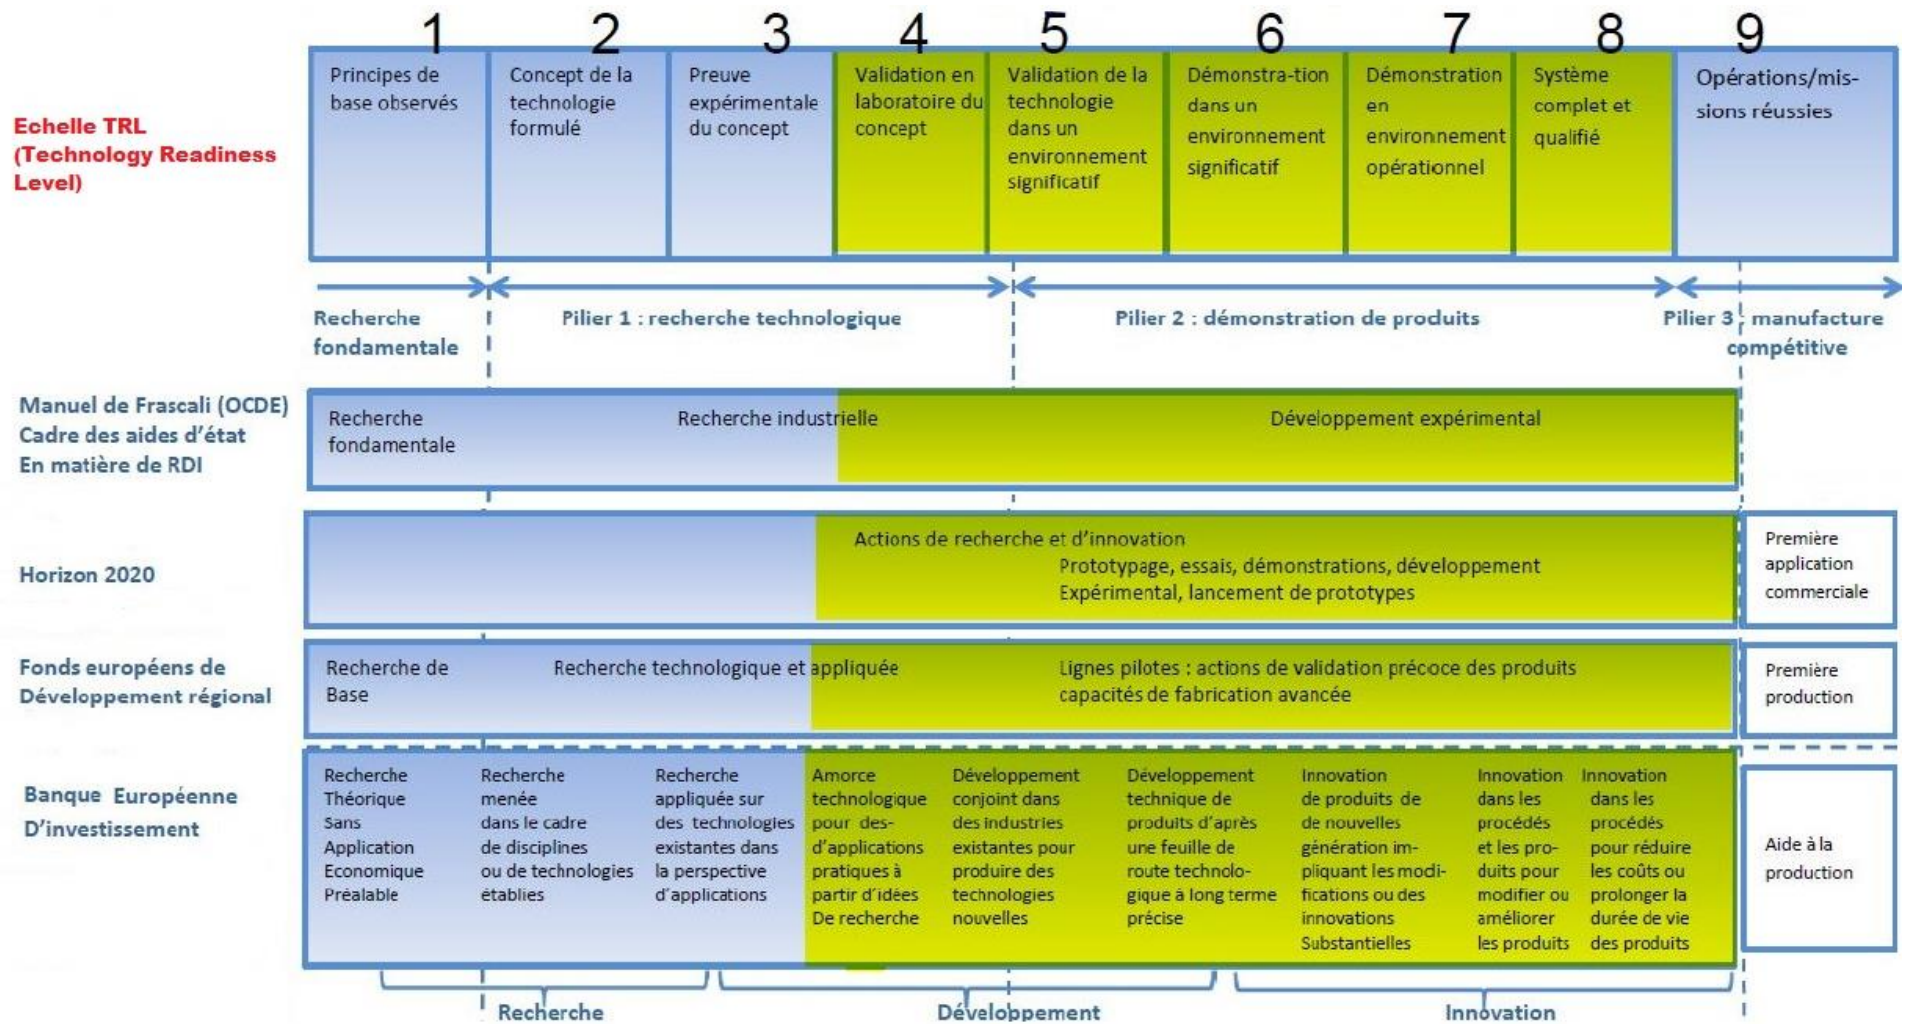 1 2 3 4 5 6 7 8 9
Echelle TRL
(Technology Readiness
Level)
Principes de
base observés
Concept de la
technologie
formulé
Preuve
expérimentale
du concept
Validation en
laboratoire du
concept
Validation de la
technologie
dans un
environnement
significatif
Démonstra-tion
dans un
environnement
significatif
Démonstration
en
environnement
opérationnel
Système
complet et
qualifié
Opérations/mis-
sions réussies
Recherche
fondamentale
Pilier 1 : recherche technologique
Pilier 2 : démonstration de produits
Pilier 3 : manufacture
compétitive
Manuel de Frascali (OCDE)
Cadre des aides d’état
En matière de RDI
Recherche
fondamentale
Recherche industrielle
Développement expérimental
Horizon 2020
Actions de recherche et d’innovation
Prototypage, essais, démonstrations, développement
Expérimental, lancement de prototypes
Première
application
commerciale
Fonds européens de
Développement régional
Recherche de
Base
Recherche technologique et appliquée
Lignes pilotes : actions de validation précoce des produits
capacités de fabrication avancée
Première
production
Banque Européenne
D’investissement
Recherche
Théorique
Sans
Application
Economique
Préalable
Recherche
menée
dans le cadre
de disciplines
ou de technologies
établies
Recherche
appliquée sur
des technologies
existantes dans
la perspective
d’applications
Amorce
technologique
pour des-
d’applications
pratiques à
partir d’idées
De recherche
Développement
conjoint dans
des industries
existantes pour
produire des
technologies
nouvelles
Développement
technique de
produits d’après
une feuille de
route technolo-
gique à long terme
précise
Innovation
de produits de
de nouvelles
génération im-
pliquant les modi-
fications ou des
innovations
Substantielles
Innovation
dans les
procédés
et les pro-
duits pour
modifier ou
améliorer
les produits
Innovation
dans les
procédés
pour réduire
les coûts ou
prolonger la
durée de vie
des produits
Aide à la
production
Recherche
Développement
Innovation